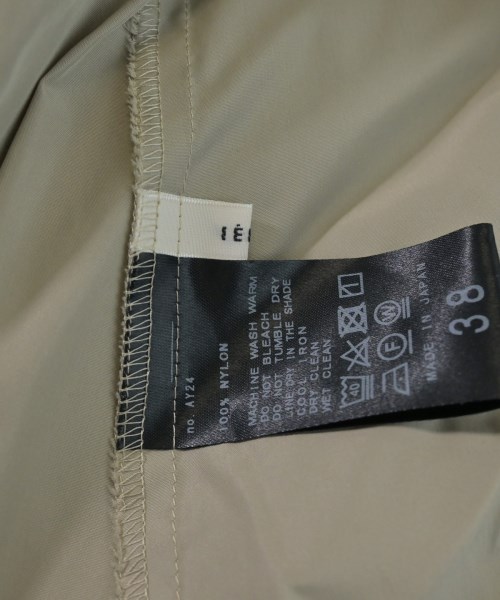 no. AY24
100% NYLON
MACHINE WASH WARM
DO NOT BLEACH
DO NOT TUMBLE DRY
LINE DRY IN THE SHADE
COOL IRON
DRY CLEAN
WET CLEAN
40
F
W
MADE IN JAPAN
38